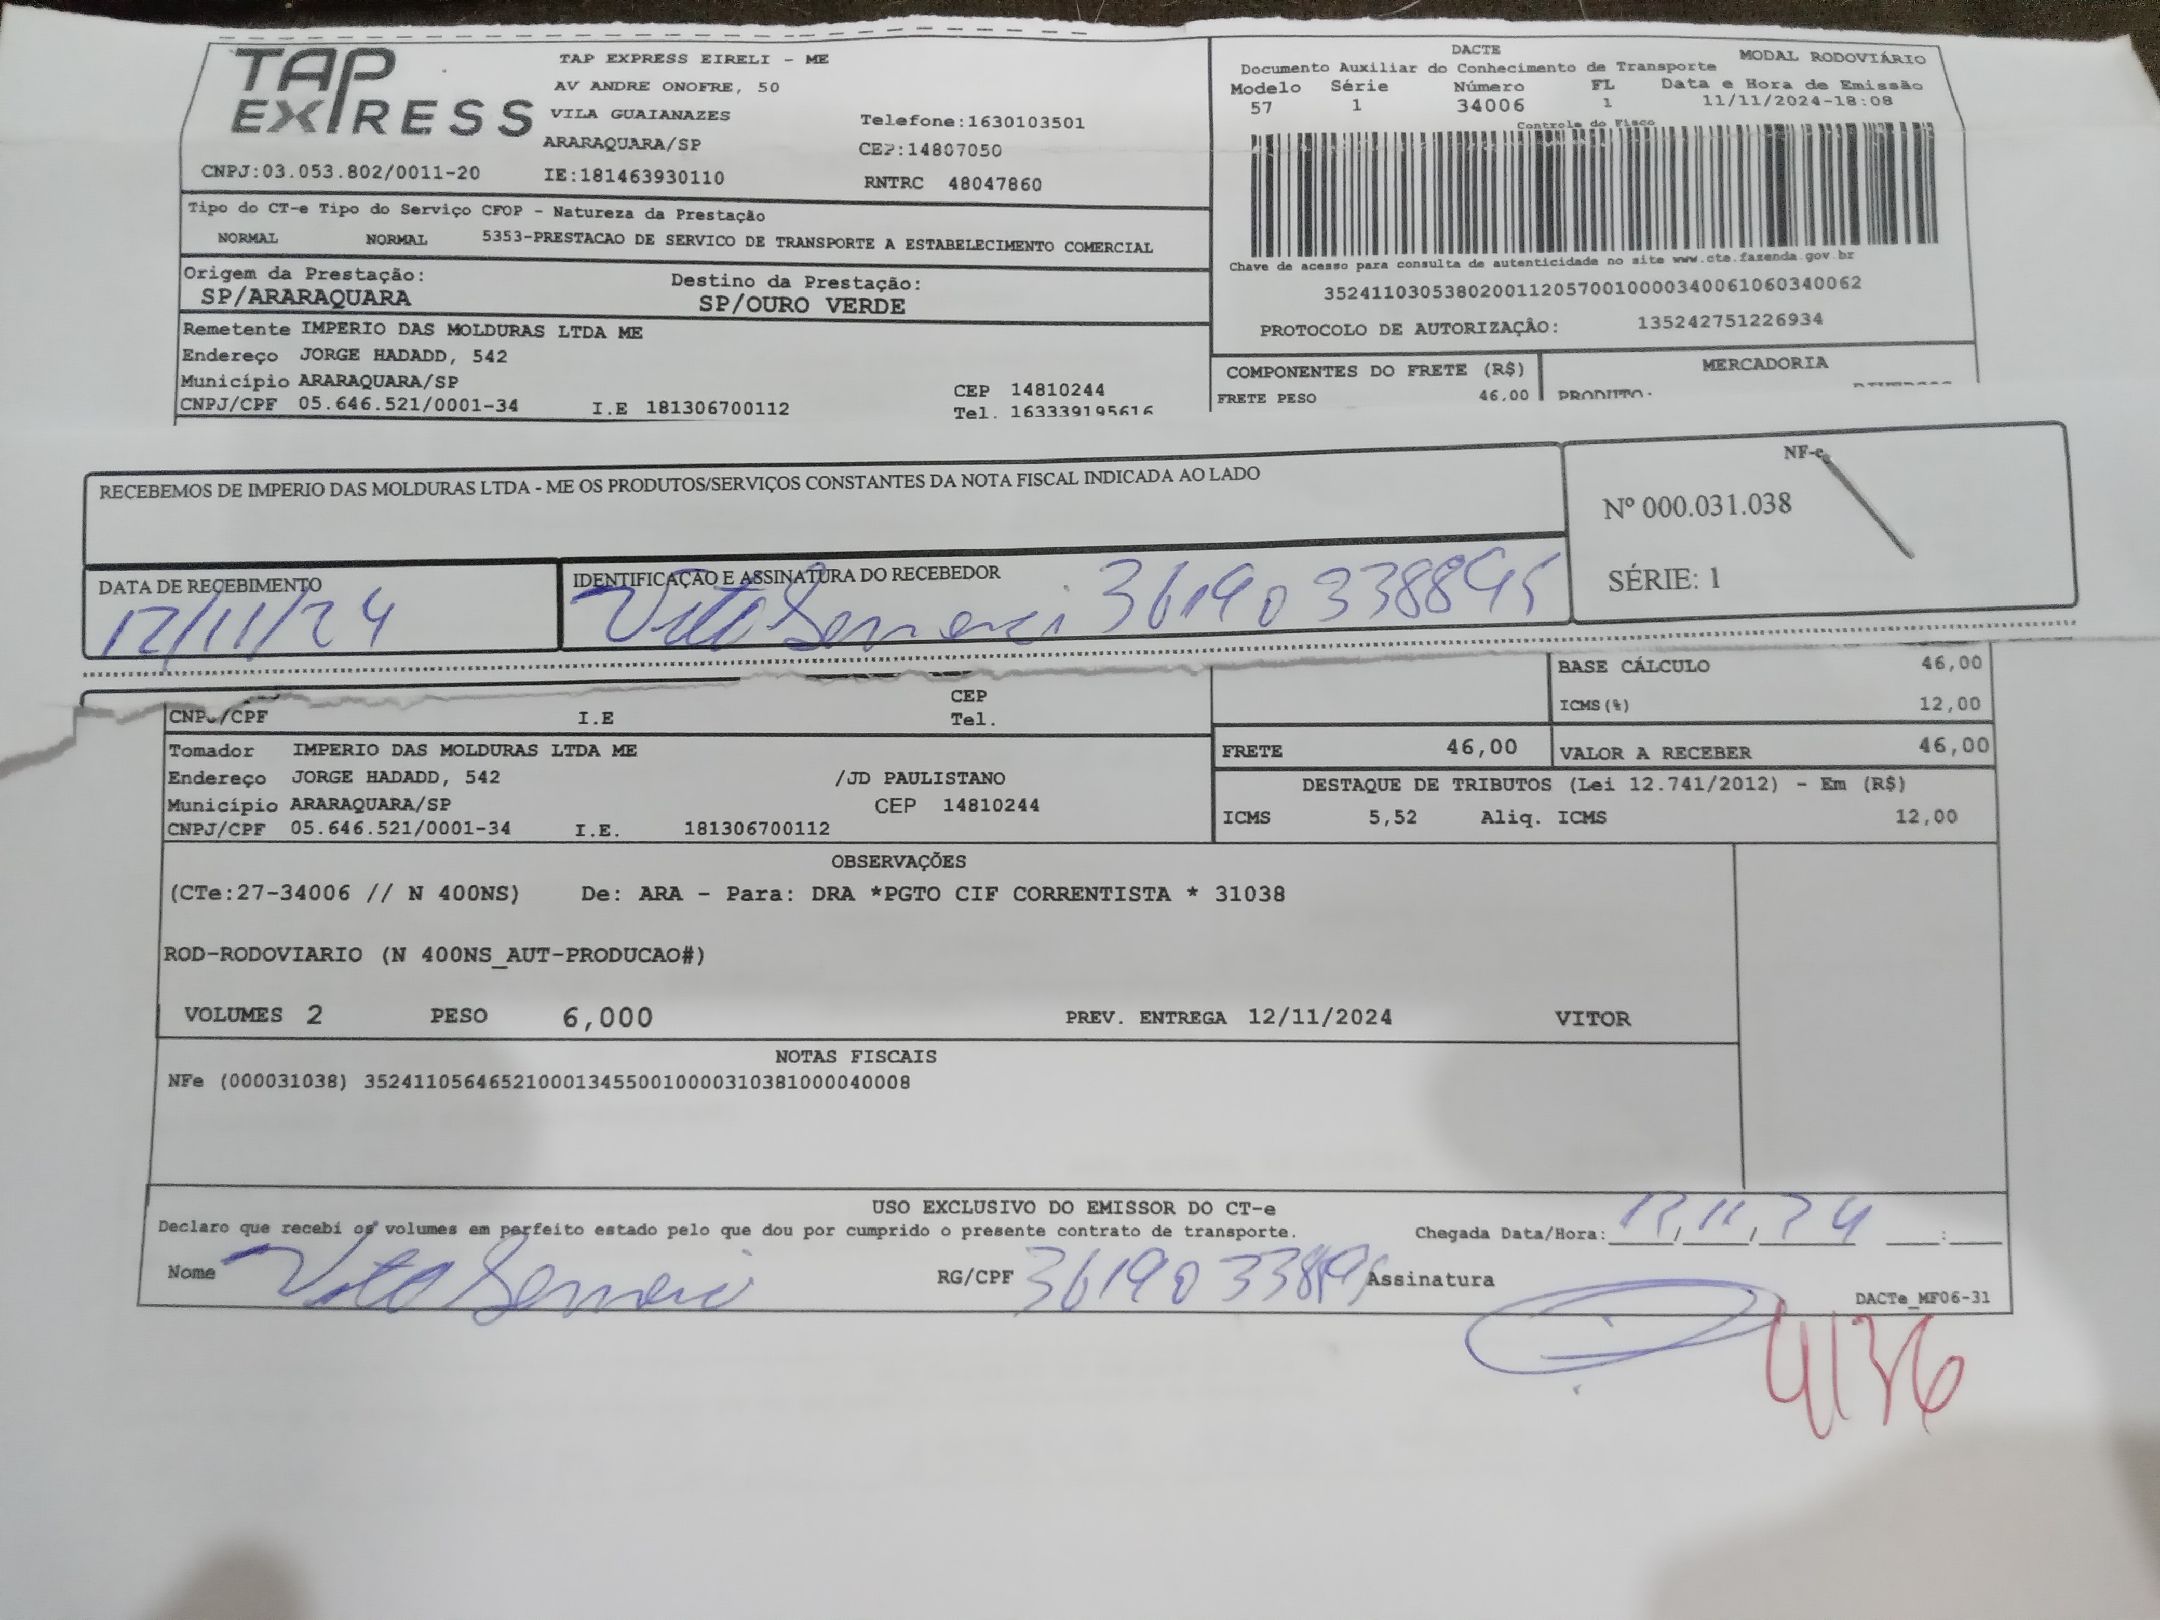 TAP EXPRESS
TAP EXPRESS EIRELI - ME
AV ANDRE ONOFRE, 50
VILA GUAIANAZES Telefone:1630103501
ARARAQUARA/SP CEP:14807050
CNPJ:03.053.802/0011-20 IE:181463930110 RNTRC 48047860
Tipo do CT-e Tipo do Serviço CFOP - Natureza da Prestação
NORMAL NORMAL 5353-PRESTACAO DE SERVICO DE TRANSPORTE A ESTABELECIMENTO COMERCIAL
Origem da Prestação: Destino da Prestação:
SP/ARARAQUARA SP/OURO VERDE
Remetente IMPERIO DAS MOLDURAS LTDA ME
Endereço JORGE HADADD, 542
Município ARARAQUARA/SP CEP 14810244
CNPJ/CPF 05.646.521/0001-34 I.E 181306700112 Tel. 163339195616
DACTE MODAL RODOVIÁRIO
Documento Auxiliar do Conhecimento de Transporte
Modelo Série Número FL Data e Hora de Emissão
57 1 34006 1 11/11/2024-18:08
Controle do Fisco
Chave de acesso para consulta de autenticidade no site www.cte.fazenda.gov.br
35241103053802001120570010000340061060340062
PROTOCOLO DE AUTORIZAÇÂO: 135242751226934
COMPONENTES DO FRETE (R$) MERCADORIA
FRETE PESO 46,00 PRODUTO:
RECEBEMOS DE IMPERIO DAS MOLDURAS LTDA - ME OS PRODUTOS/SERVIÇOS CONSTANTES DA NOTA FISCAL INDICADA AO LADO
NF-e
Nº 000.031.038
SÉRIE: 1
DATA DE RECEBIMENTO IDENTIFICAÇÃO E ASSINATURA DO RECEBEDOR
12/11/24 36190338895
BASE CÁLCULO 46,00
ICMS(%) 12,00
CEP
CNPJ/CPF I.E Tel.
Tomador IMPERIO DAS MOLDURAS LTDA ME
Endereço JORGE HADADD, 542 /JD PAULISTANO
Município ARARAQUARA/SP CEP 14810244
CNPJ/CPF 05.646.521/0001-34 I.E. 181306700112
FRETE 46,00 VALOR A RECEBER 46,00
DESTAQUE DE TRIBUTOS (Lei 12.741/2012) - Em (R$)
ICMS 5,52 Aliq. ICMS 12,00
OBSERVAÇÕES
(CTe:27-34006 // N 400NS) De: ARA - Para: DRA *PGTO CIF CORRENTISTA * 31038
ROD-RODOVIARIO (N 400NS_AUT-PRODUCAO#)
VOLUMES 2 PESO 6,000 PREV. ENTREGA 12/11/2024 VITOR
NOTAS FISCAIS
NFe (000031038) 35241105646521000134550010000310381000040008
USO EXCLUSIVO DO EMISSOR DO CT-e
Declaro que recebi os volumes em perfeito estado pelo que dou por cumprido o presente contrato de transporte. Chegada Data/Hora: 12/11/24 :
Nome RG/CPF Assinatura
DACTe_MF06-31
4136